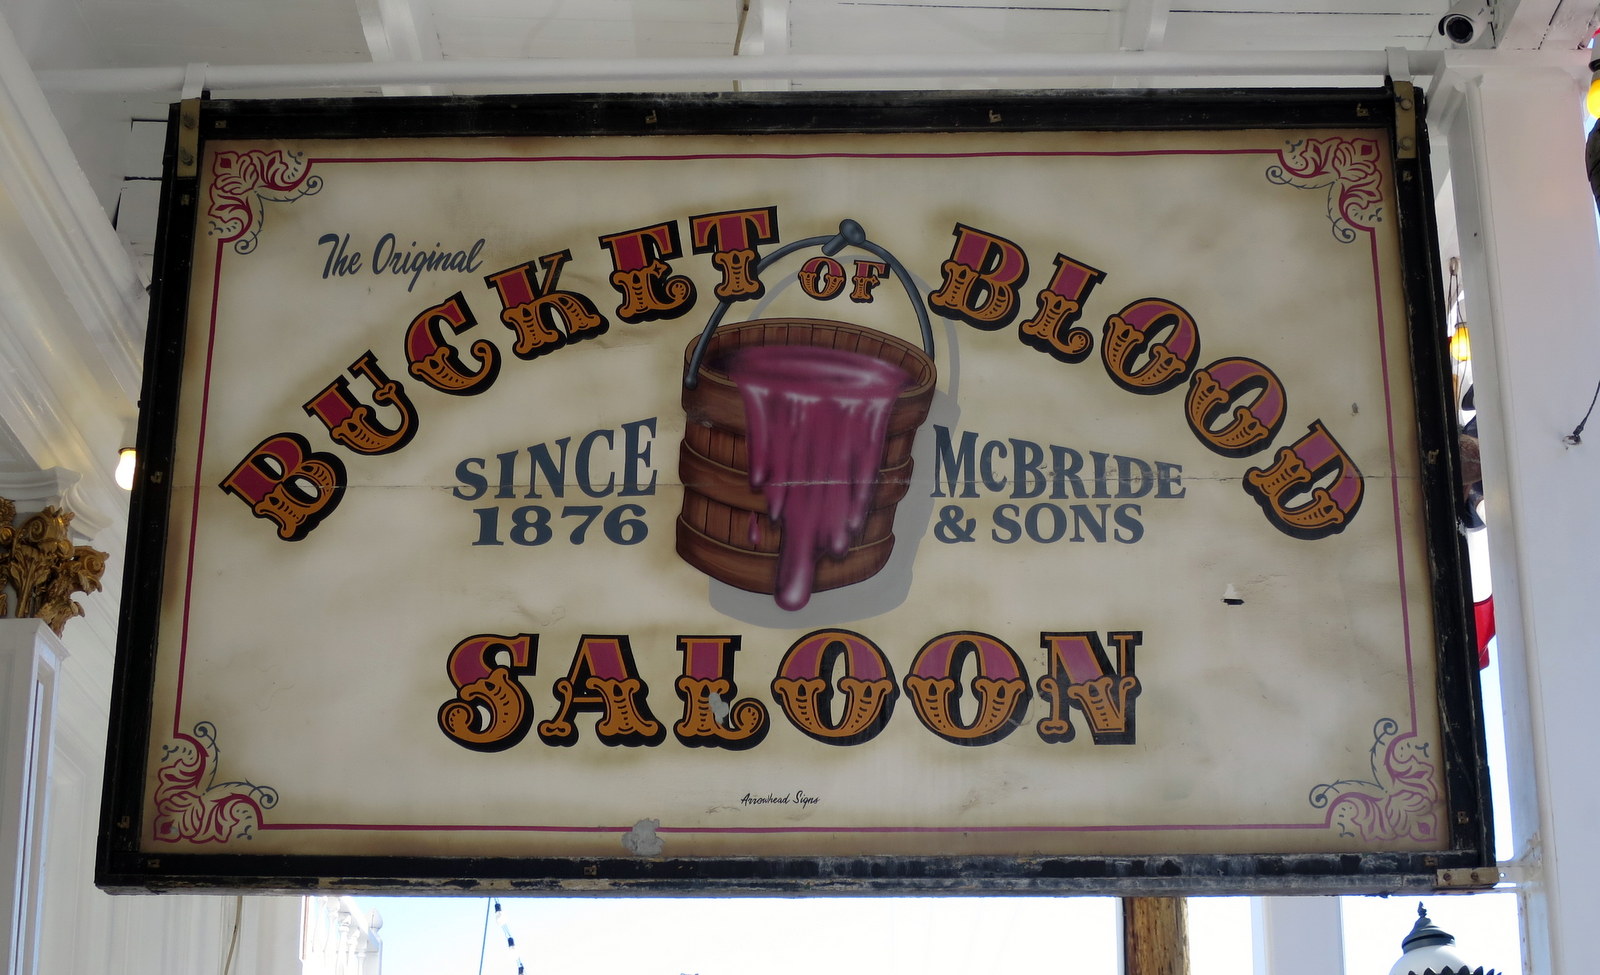 The Original
BUCKET OF BLOOD
SINCE
1876
McBRIDE
& SONS
SALOON
Arrowhead Signs